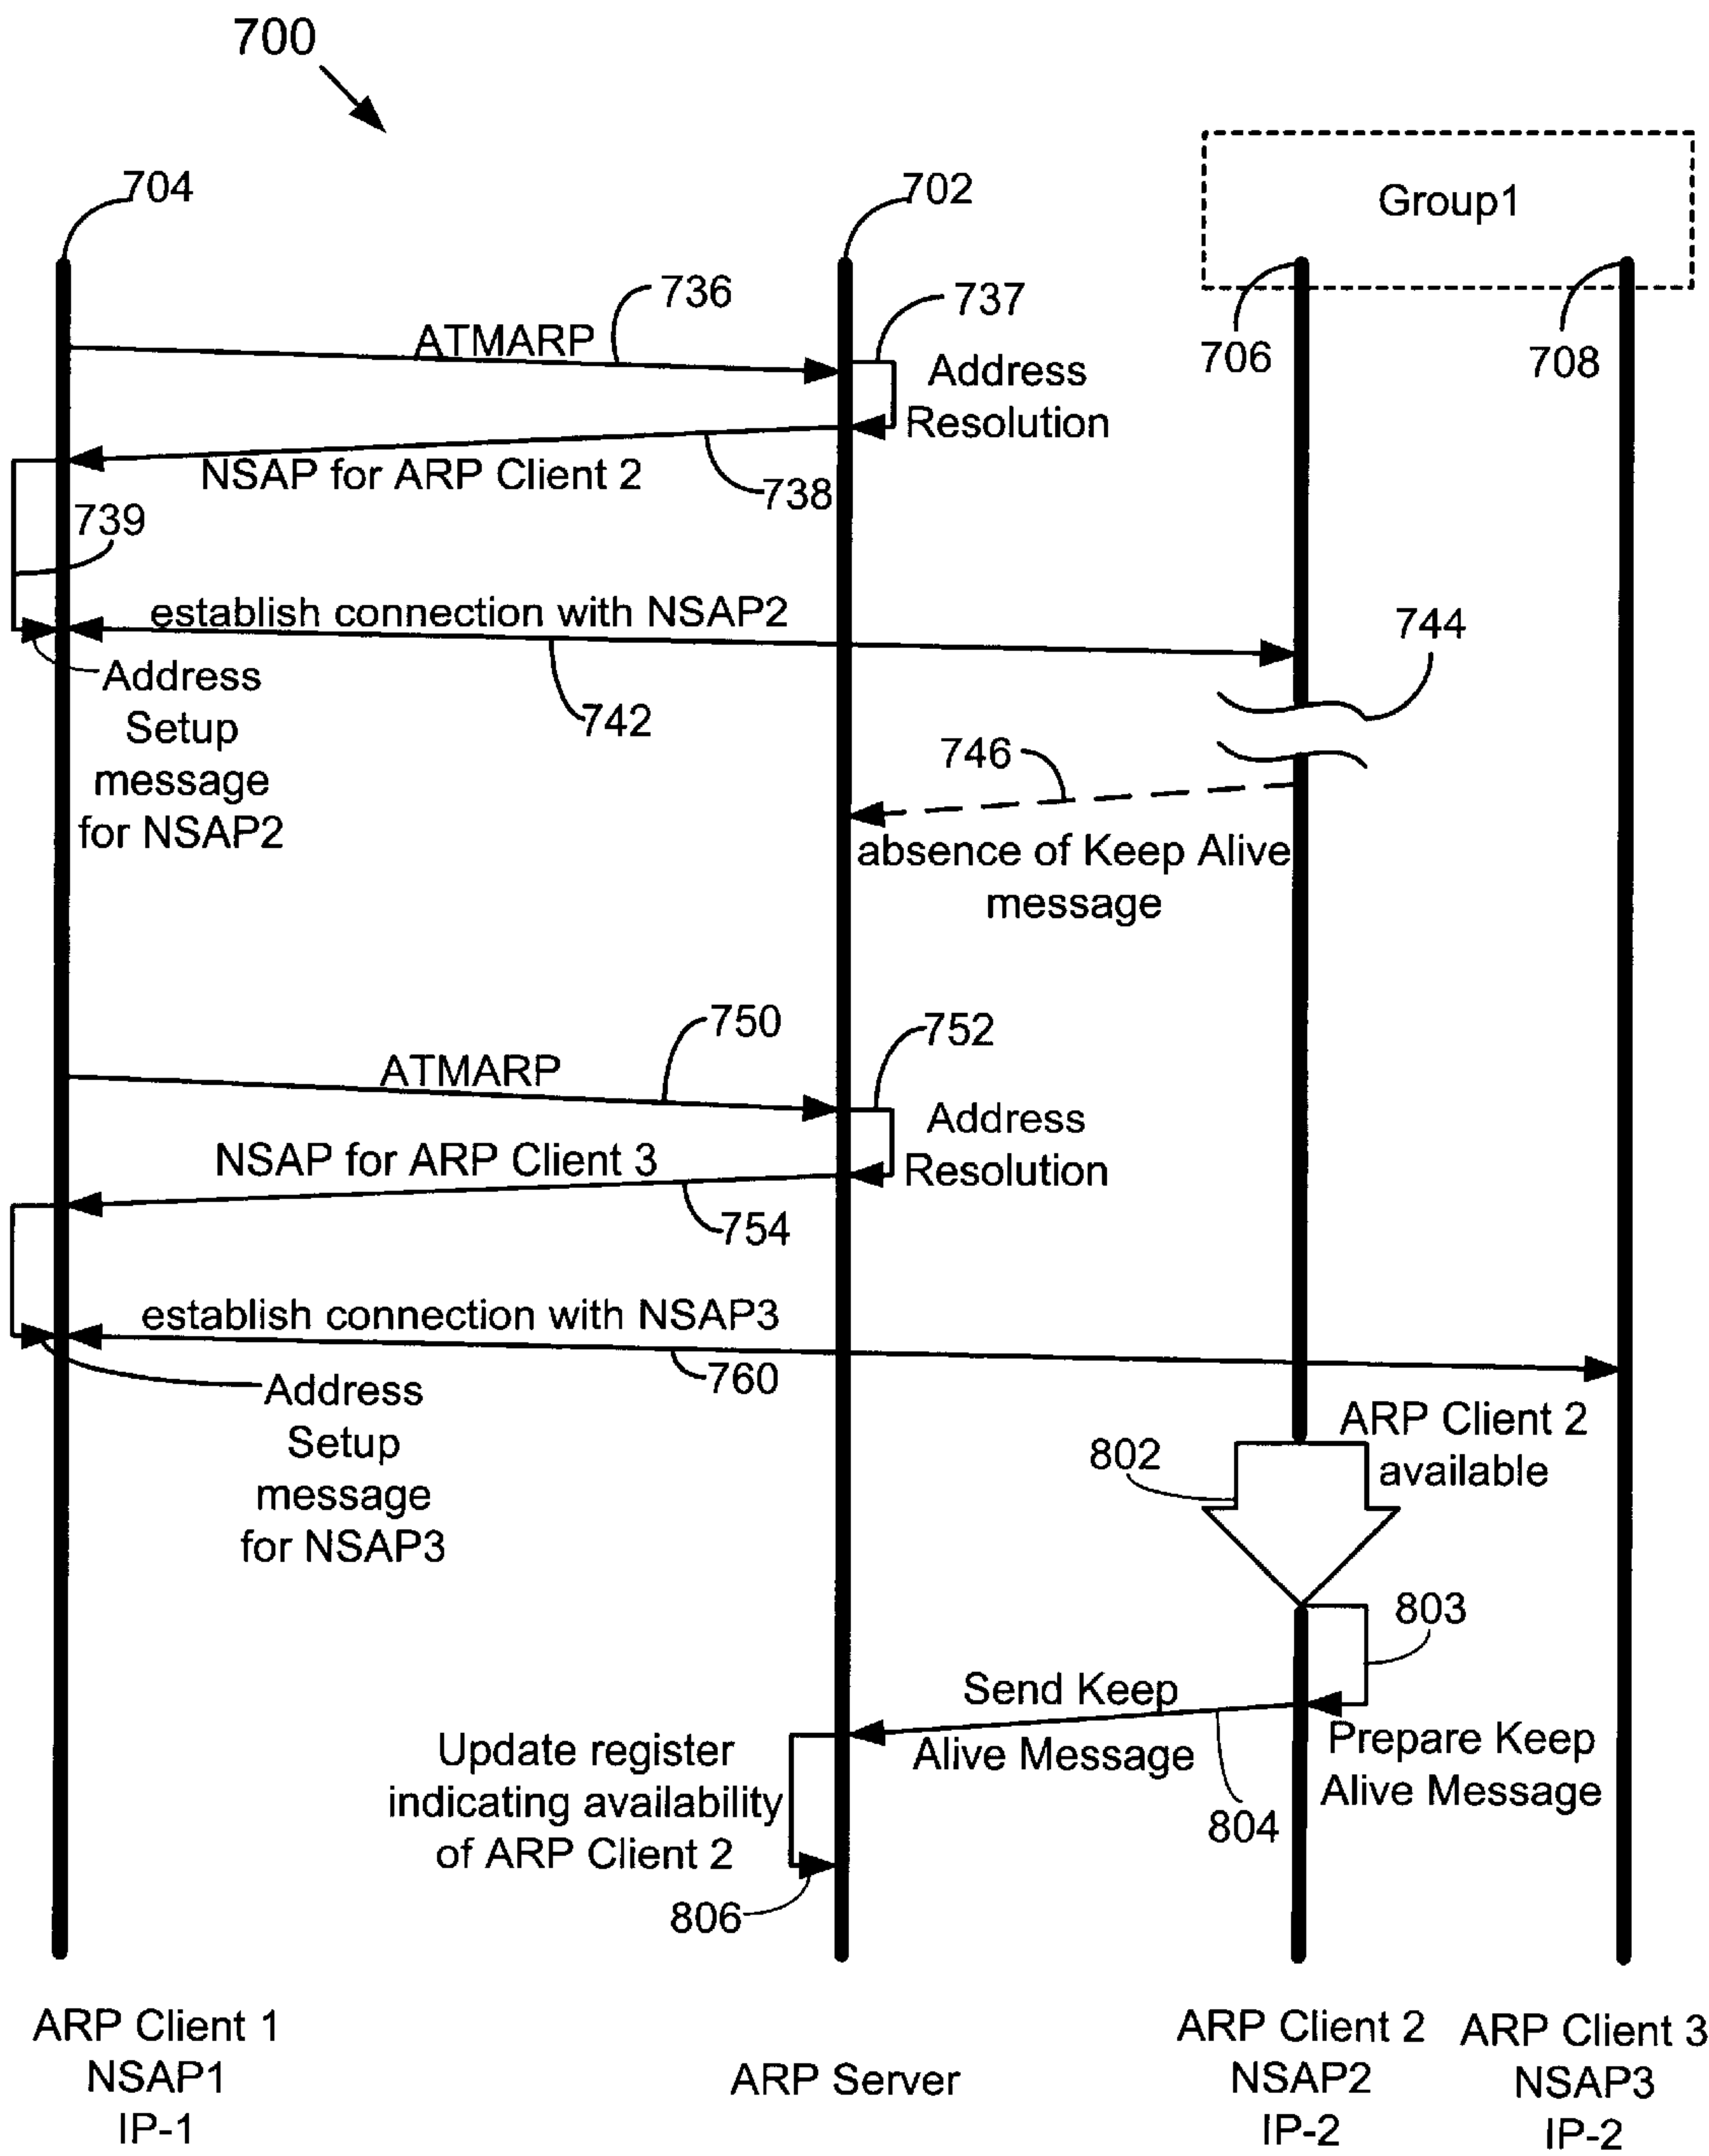 700
704
702
Group1
736
737
706
708
ATMARP
Address
Resolution
NSAP for ARP Client 2
738
739
establish connection with NSAP2
744
Address
Setup
message
for NSAP2
742
746
absence of Keep Alive
message
750
752
ATMARP
Address
Resolution
NSAP for ARP Client 3
754
establish connection with NSAP3
760
Address
Setup
message
for NSAP3
ARP Client 2
available
802
803
Send Keep
Alive Message
Prepare Keep
Alive Message
804
Update register
indicating availability
of ARP Client 2
806
ARP Client 1
NSAP1
IP-1
ARP Server
ARP Client 2
NSAP2
IP-2
ARP Client 3
NSAP3
IP-2